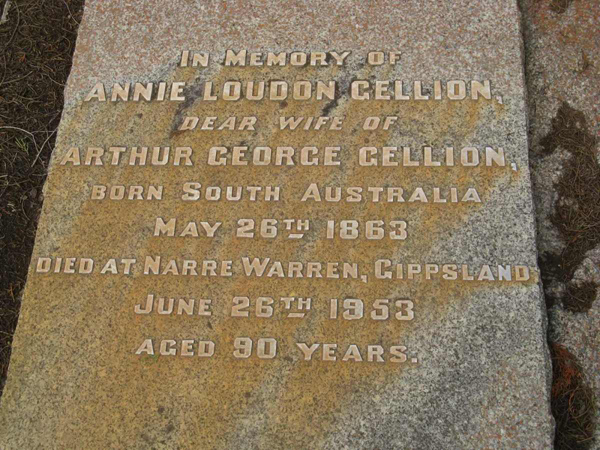 In Memory of
ANNIE LOUDON GELLION,
DEAR WIFE OF
ARTHUR GEORGE GELLION,
BORN SOUTH AUSTRALIA
MAY 26TH 1863
DIED AT NARRE WARREN, GIPPSLAND
JUNE 26TH 1953
AGED 90 YEARS.